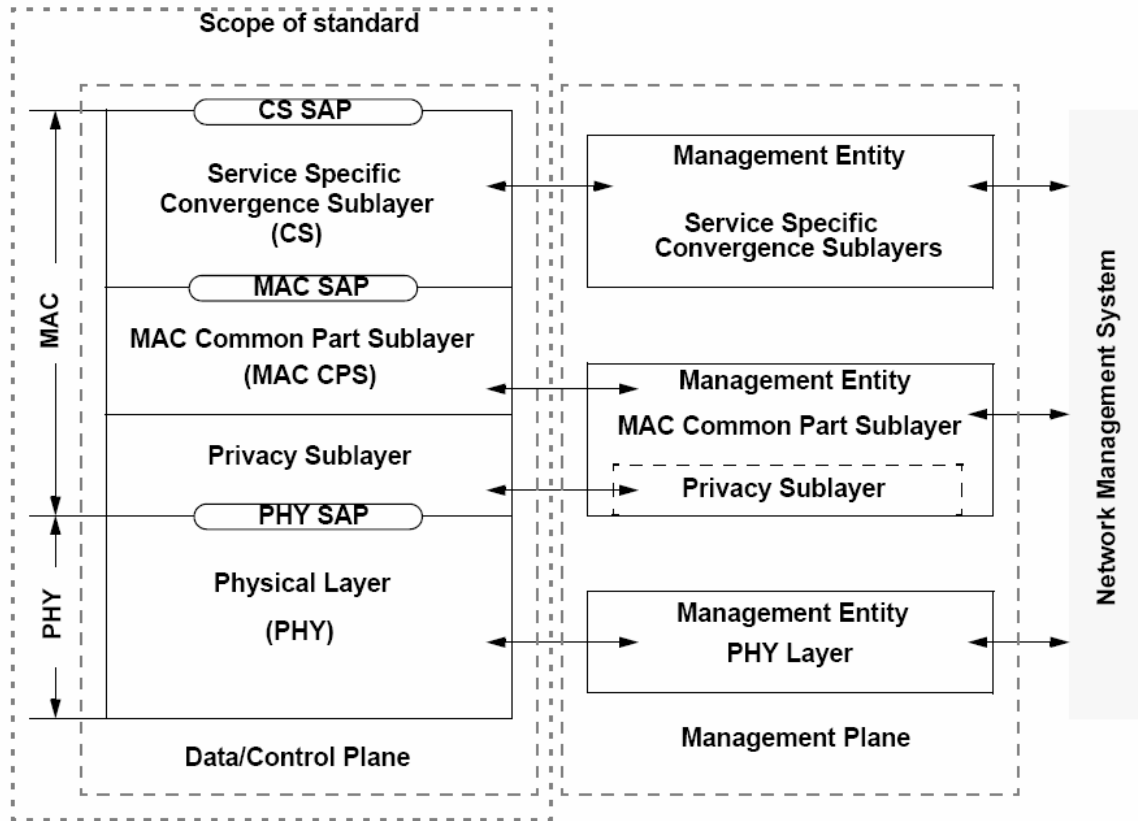 Scope of standard
CS SAP
Service Specific
Convergence Sublayer
(CS)
MAC SAP
MAC Common Part Sublayer
(MAC CPS)
Privacy Sublayer
PHY SAP
Physical Layer
(PHY)
Data/Control Plane
MAC
PHY
Management Entity
Service Specific
Convergence Sublayers
Management Entity
MAC Common Part Sublayer
Privacy Sublayer
Management Entity
PHY Layer
Management Plane
Network Management System